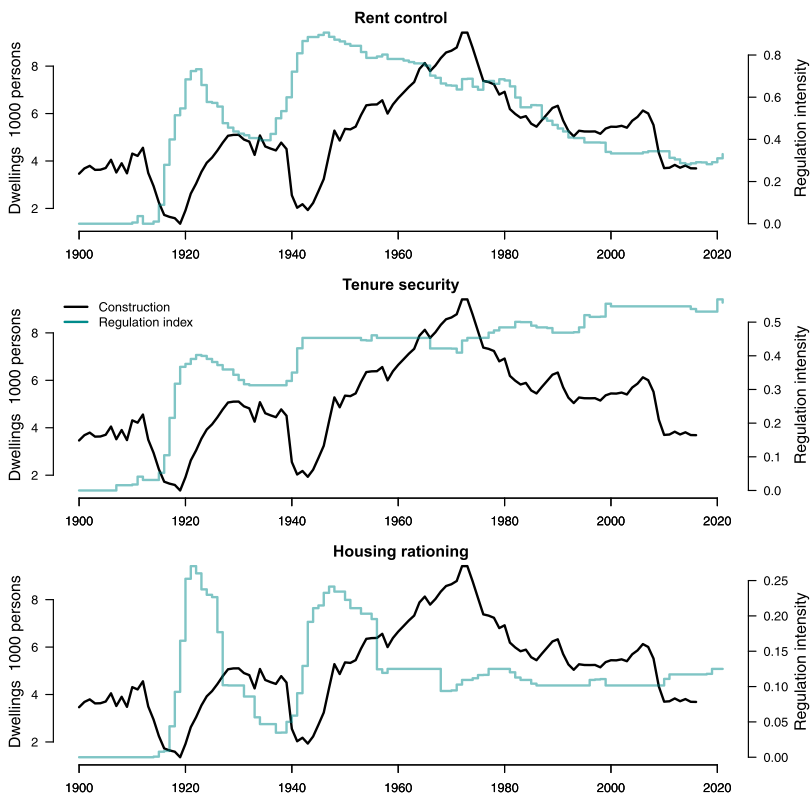 Rent control
Dwellings 1000 persons
2
4
6
8
0.0
0.2
0.4
0.6
0.8
Regulation intensity
1900 1920 1940 1960 1980 2000 2020
Tenure security
Construction
Regulation index
Dwellings 1000 persons
2
4
6
8
0.0
0.1
0.2
0.3
0.4
0.5
Regulation intensity
1900 1920 1940 1960 1980 2000 2020
Housing rationing
Dwellings 1000 persons
2
4
6
8
0.00
0.05
0.10
0.15
0.20
0.25
Regulation intensity
1900 1920 1940 1960 1980 2000 2020